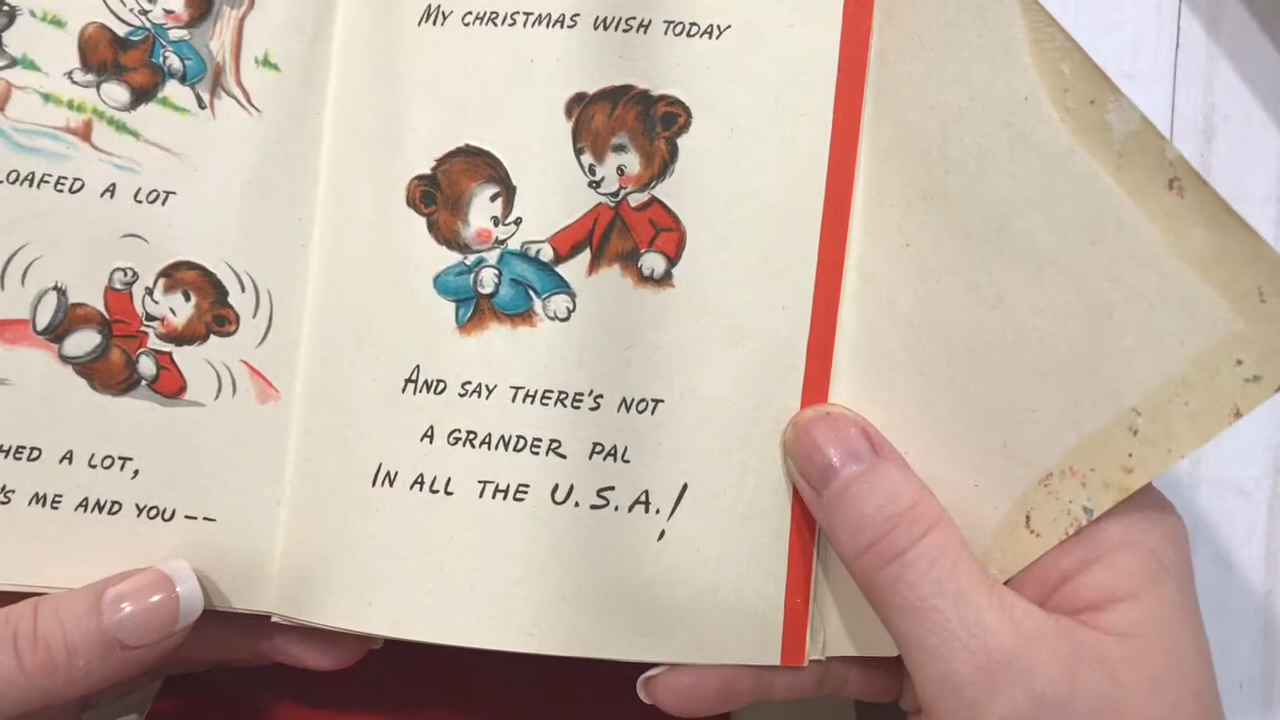 LOAFED A LOT
A LOT,
ME AND YOU--
MY CHRISTMAS WISH TODAY
AND SAY THERE'S NOT
A GRANDER PAL
IN ALL THE U.S.A.!